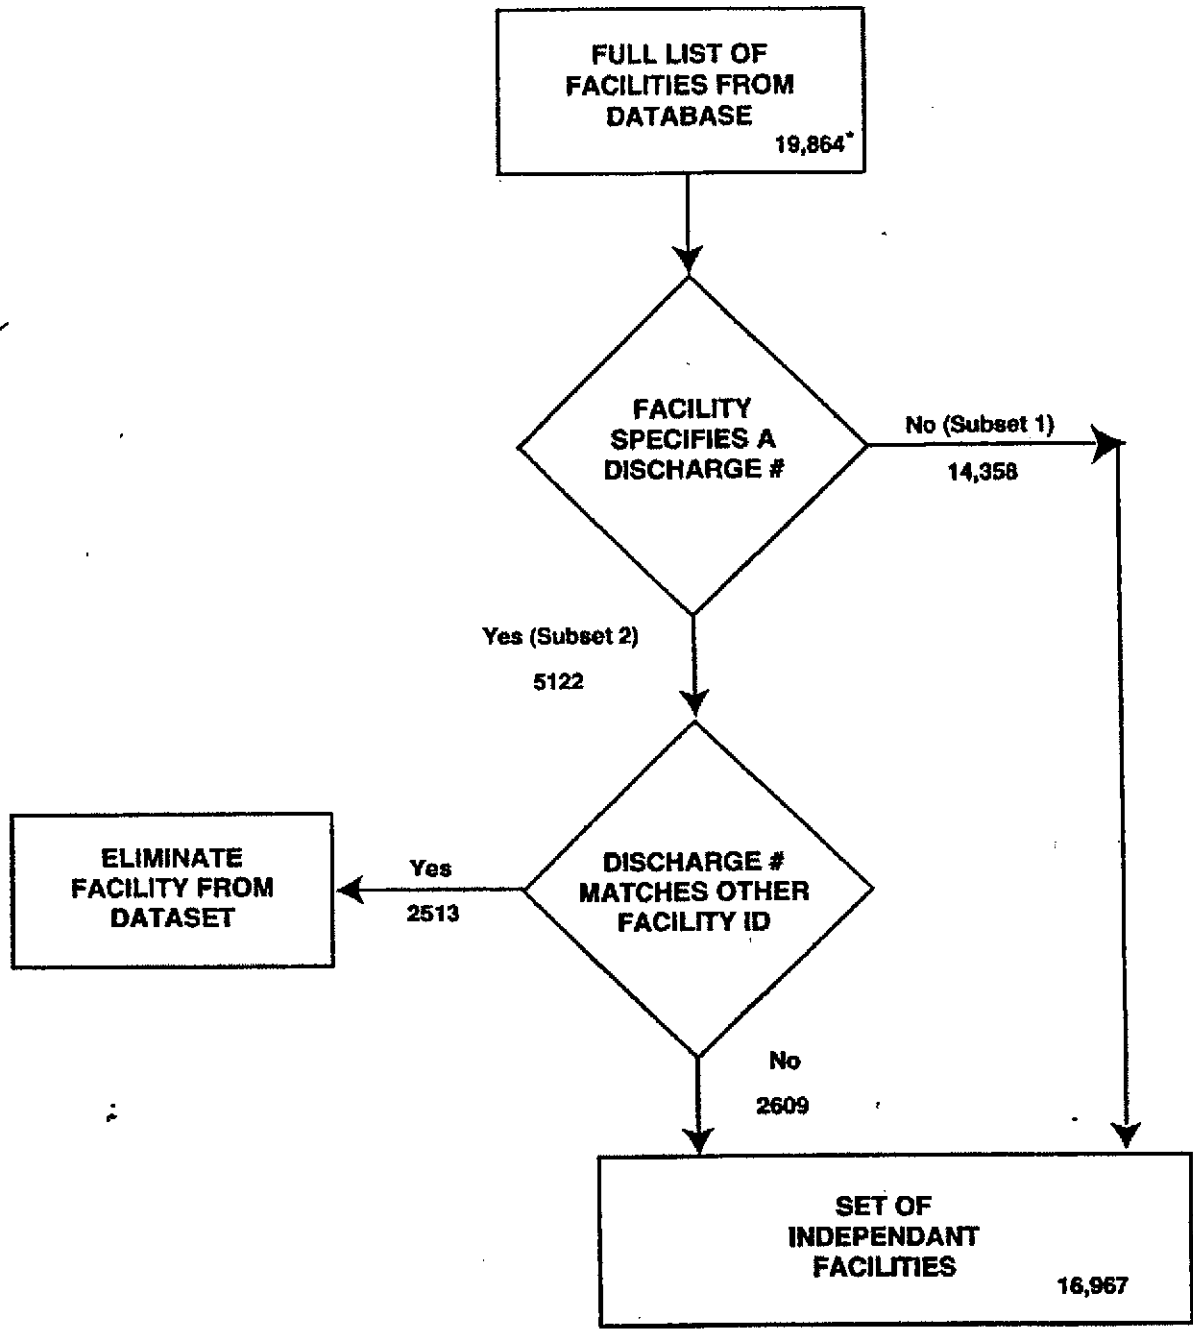 FULL LIST OF
FACILITIES FROM
DATABASE
19,864*
FACILITY
SPECIFIES A
DISCHARGE #
No (Subset 1)
14,358
Yes (Subset 2)
5122
ELIMINATE
FACILITY FROM
DATASET
Yes
2513
DISCHARGE #
MATCHES OTHER
FACILITY ID
No
2609
SET OF
INDEPENDANT
FACILITIES
16,967